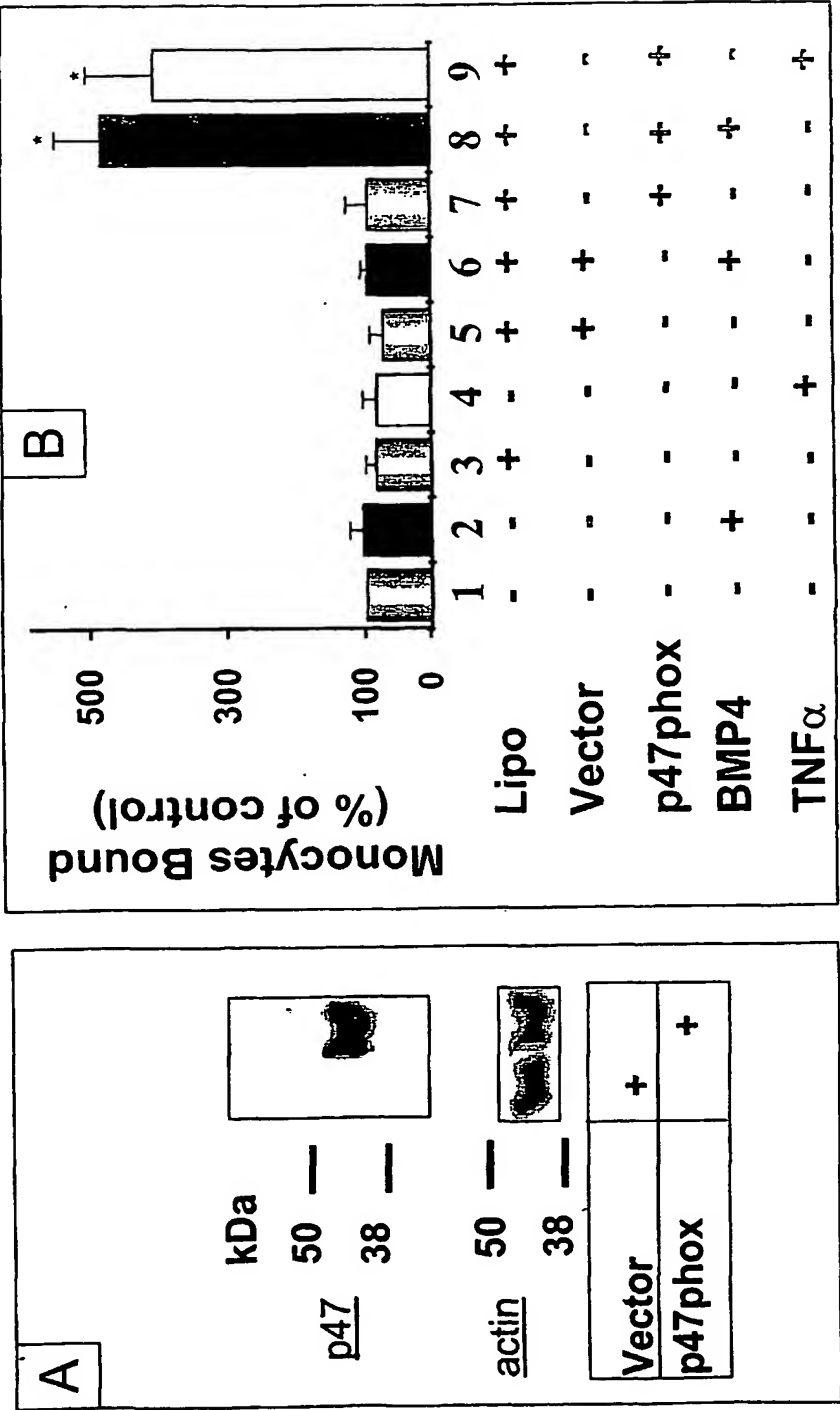 A
kDa
50
p47
38
50
actin
38
Vector +
p47phox +
B
Monocytes Bound
(% of control)
500
300
100
0
* *
1 2 3 4 5 6 7 8 9
Lipo - - + - + + + + +
Vector - - - - + + - - -
p47phox - - - - - - + + +
BMP4 - + - - - + - + -
TNFα - - - + - - - - +